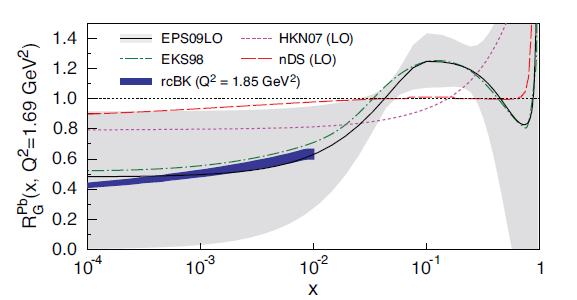 EPS09LO HKN07 (LO)
EKS98 nDS (LO)
rcBK (Q² = 1.85 GeV²)
R_G^Pb(x, Q²=1.69 GeV²)
1.4
1.2
1.0
0.8
0.6
0.4
0.2
0.0
10⁻⁴ 10⁻³ 10⁻² 10⁻¹ 1
x